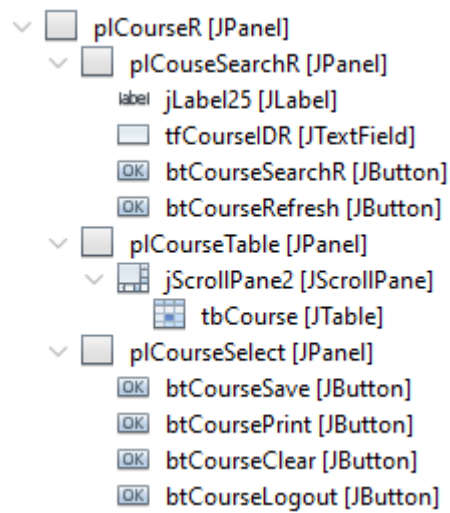 plCourseR [JPanel]
plCouseSearchR [JPanel]
label jLabel25 [JLabel]
tfCourseIDR [JTextField]
OK btCourseSearchR [JButton]
OK btCourseRefresh [JButton]
plCourseTable [JPanel]
jScrollPane2 [JScrollPane]
tbCourse [JTable]
plCourseSelect [JPanel]
OK btCourseSave [JButton]
OK btCoursePrint [JButton]
OK btCourseClear [JButton]
OK btCourseLogout [JButton]